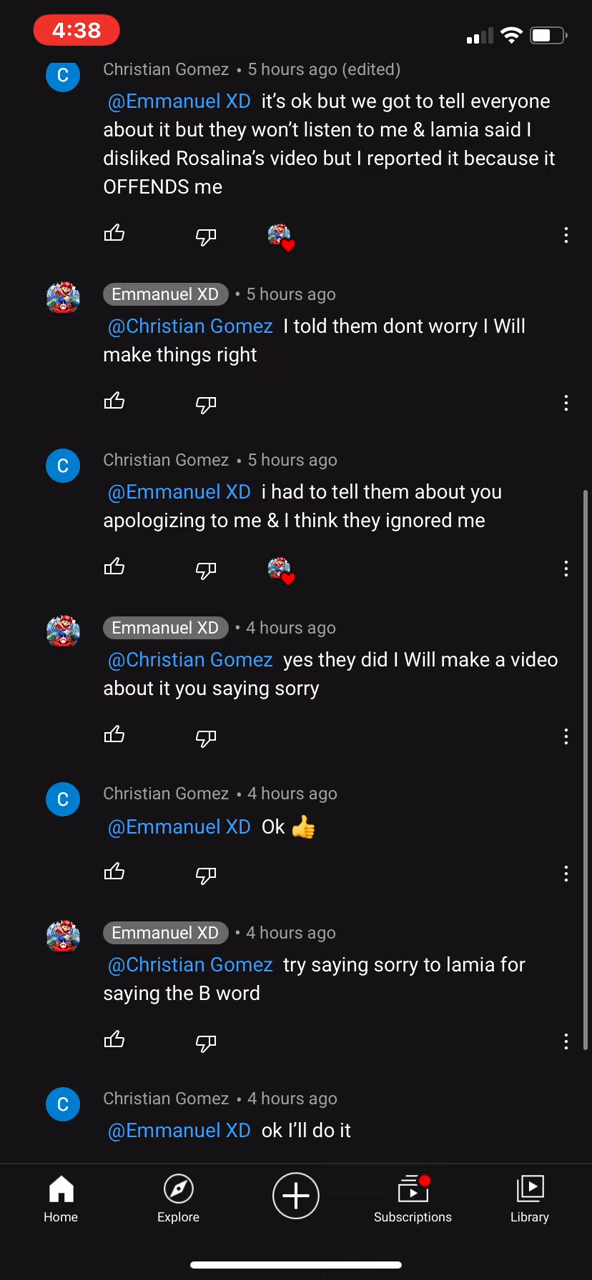 4:38
Christian Gomez • 5 hours ago (edited)
@Emmanuel XD it’s ok but we got to tell everyone
about it but they won’t listen to me & lamia said I
disliked Rosalina’s video but I reported it because it
OFFENDS me
Emmanuel XD • 5 hours ago
@Christian Gomez I told them dont worry I Will
make things right
C
Christian Gomez • 5 hours ago
@Emmanuel XD i had to tell them about you
apologizing to me & I think they ignored me
Emmanuel XD • 4 hours ago
@Christian Gomez yes they did I Will make a video
about it you saying sorry
C
Christian Gomez • 4 hours ago
@Emmanuel XD Ok 👍
Emmanuel XD • 4 hours ago
@Christian Gomez try saying sorry to lamia for
saying the B word
C
Christian Gomez • 4 hours ago
@Emmanuel XD ok I’ll do it
Home Explore Subscriptions Library